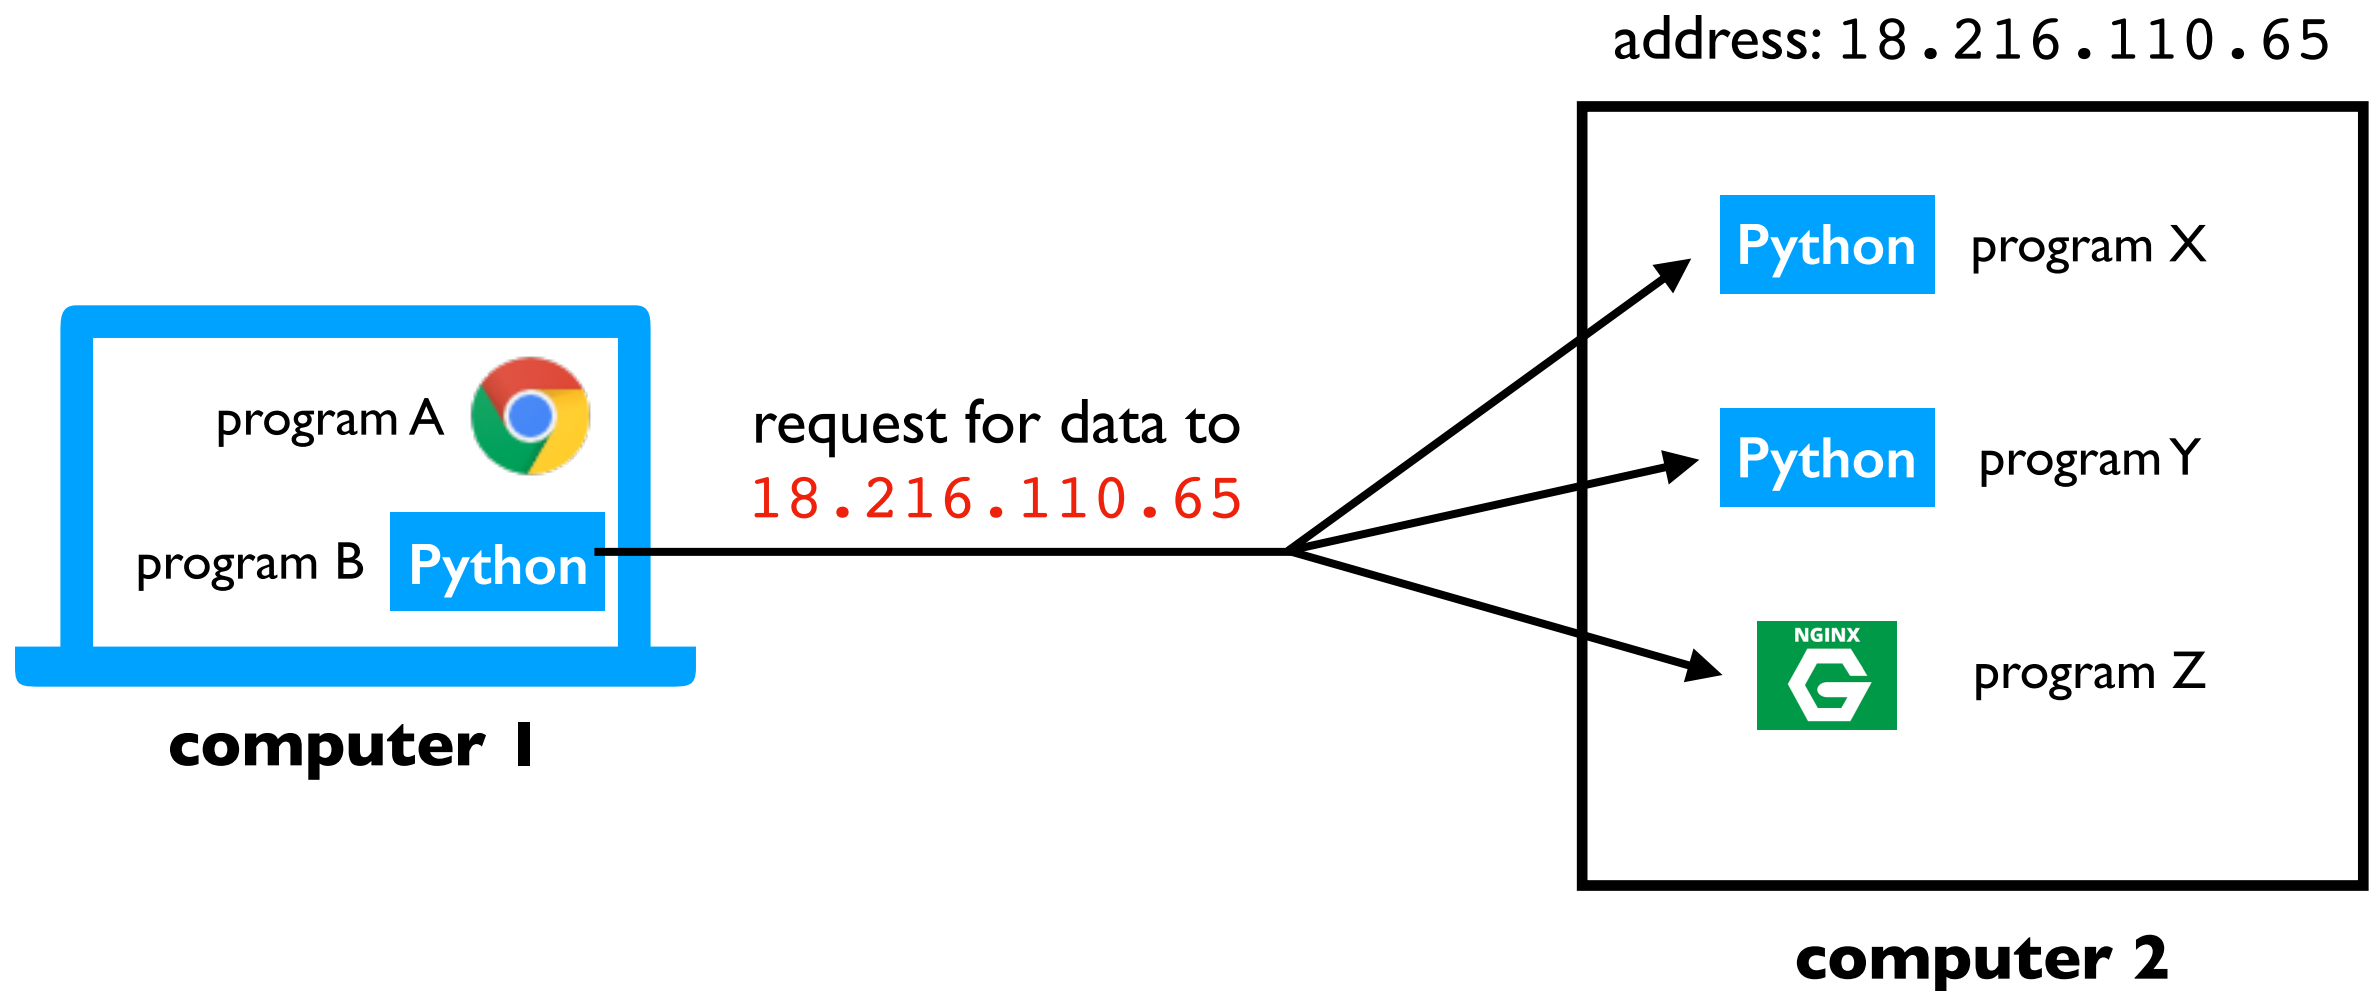 address: 18.216.110.65
Python program X
program A
request for data to
18.216.110.65
Python program Y
program B Python
NGINX
program Z
computer 1
computer 2